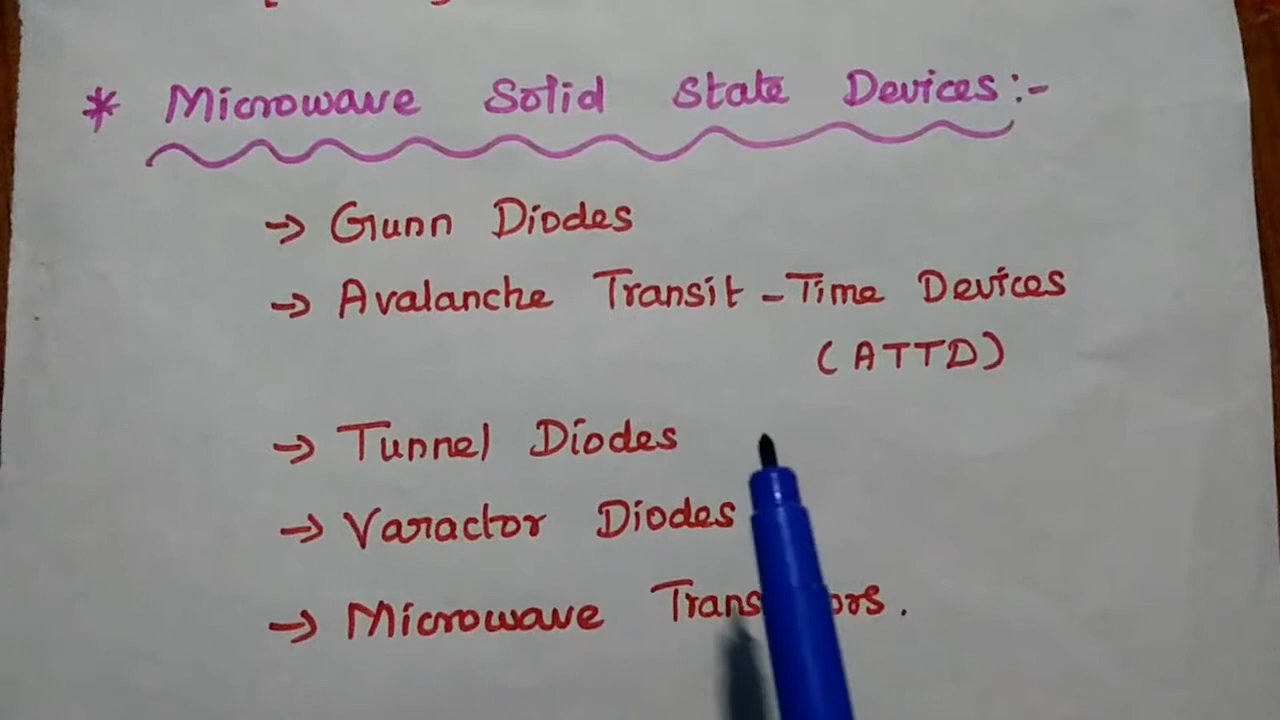 * Microwave Solid State Devices:-
→ Gunn Diodes
→ Avalanche Transit-Time Devices
(ATTD)
→ Tunnel Diodes
→ Varactor Diodes
→ Microwave